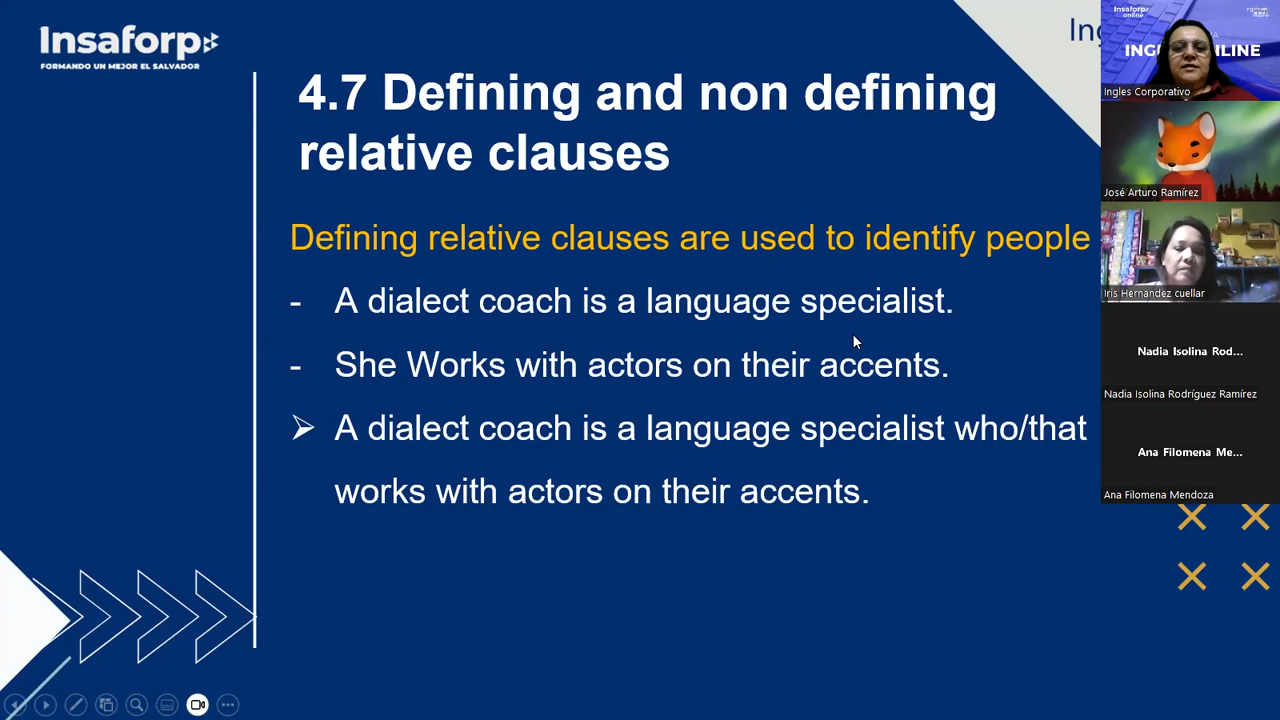 Insaforp
FORMANDO UN MEJOR EL SALVADOR
4.7 Defining and non defining
relative clauses
Defining relative clauses are used to identify people
- A dialect coach is a language specialist.
- She Works with actors on their accents.
➢ A dialect coach is a language specialist who/that
works with actors on their accents.
Insaforp
online
Ingles Corporativo
José Arturo Ramírez
Iris Hernandez cuellar
Nadia Isolina Rod...
Nadia Isolina Rodríguez Ramírez
Ana Filomena Me...
Ana Filomena Mendoza